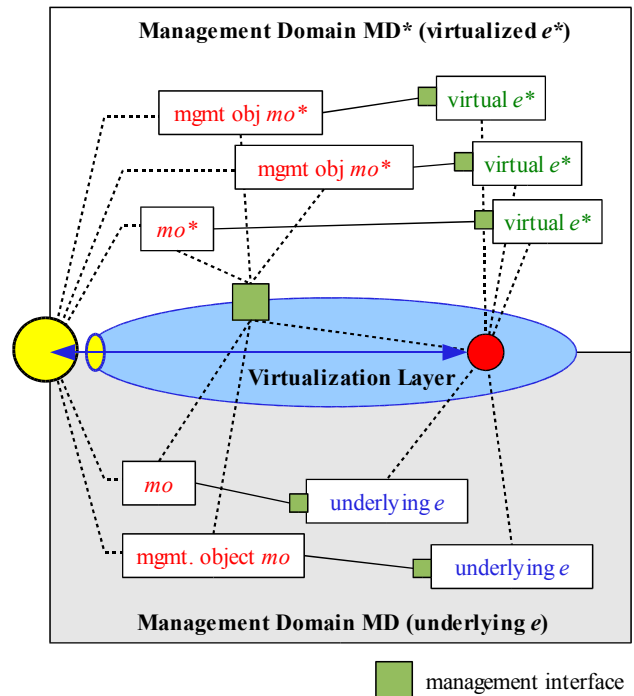 Management Domain MD* (virtualized e*)
virtual e*
mgmt obj mo*
virtual e*
mgmt obj mo*
mo*
virtual e*
Virtualization Layer
mo
underlying e
mgmt. object mo
underlying e
Management Domain MD (underlying e)
management interface